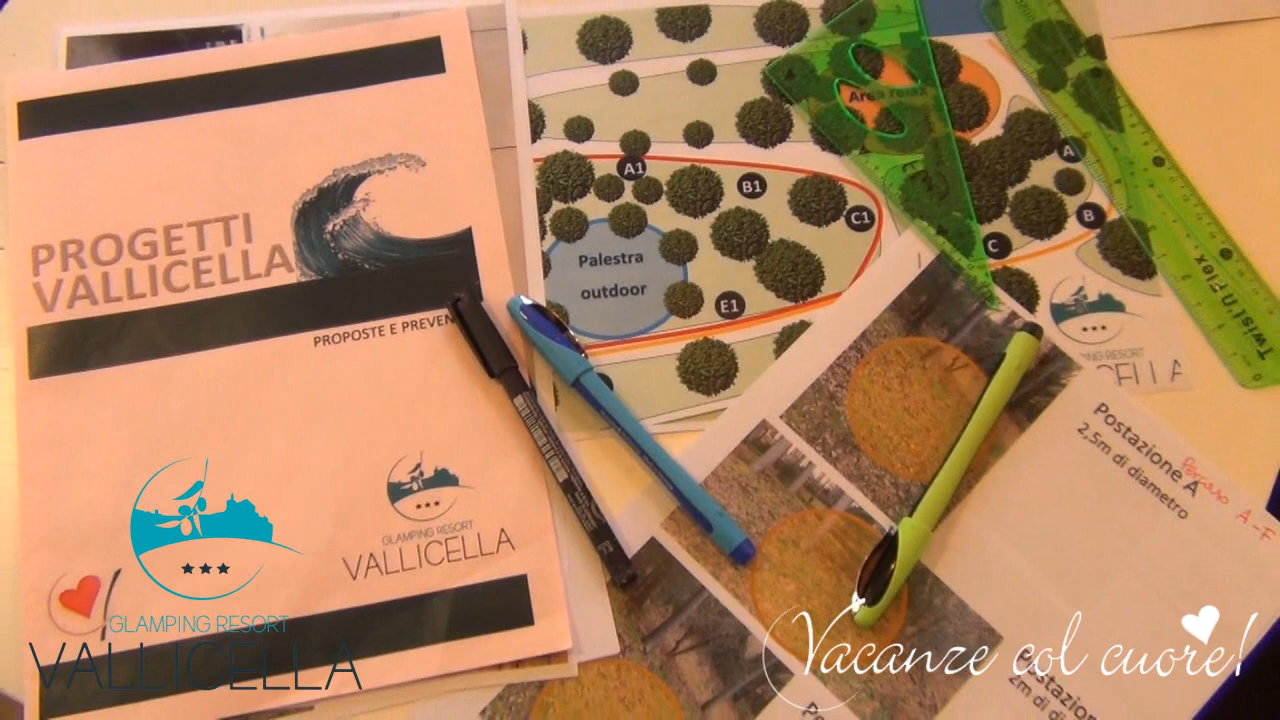 PROGETTI
VALLICELLA
PROPOSTE E PREVEN
GLAMPING RESORT
VALLICELLA
GLAMPING RESORT
VALLICELLA
A1
B1
C1
E1
Palestra
outdoor
A
B
C
Twist'n Flex
GLAMPING RESORT
Postazione A
2,5m di diametro
Percorso A-F
Vacanze col cuore!